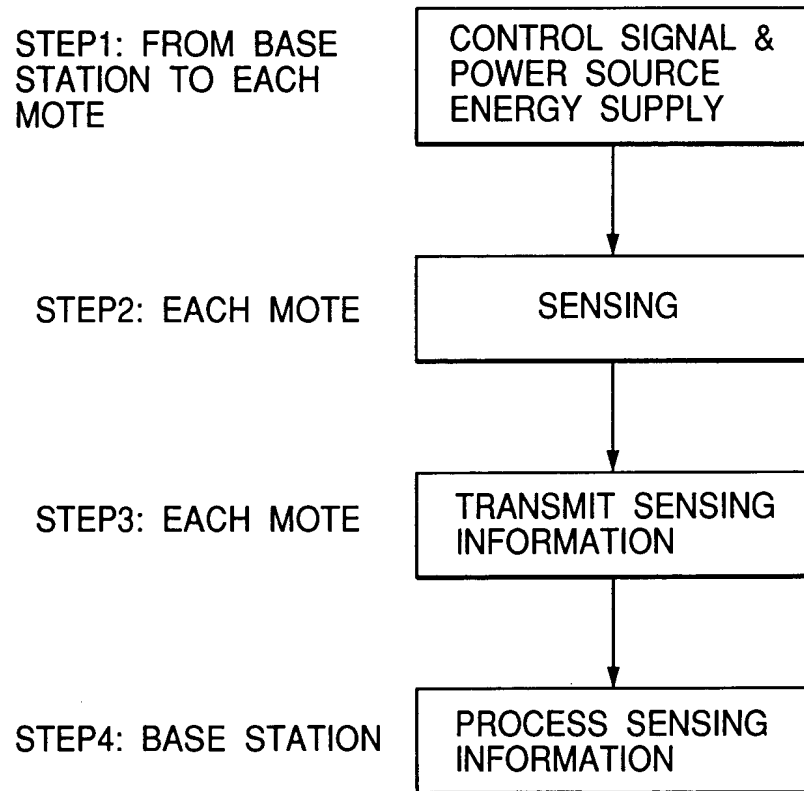 STEP1: FROM BASE
STATION TO EACH
MOTE
CONTROL SIGNAL &
POWER SOURCE
ENERGY SUPPLY
STEP2: EACH MOTE
SENSING
STEP3: EACH MOTE
TRANSMIT SENSING
INFORMATION
STEP4: BASE STATION
PROCESS SENSING
INFORMATION